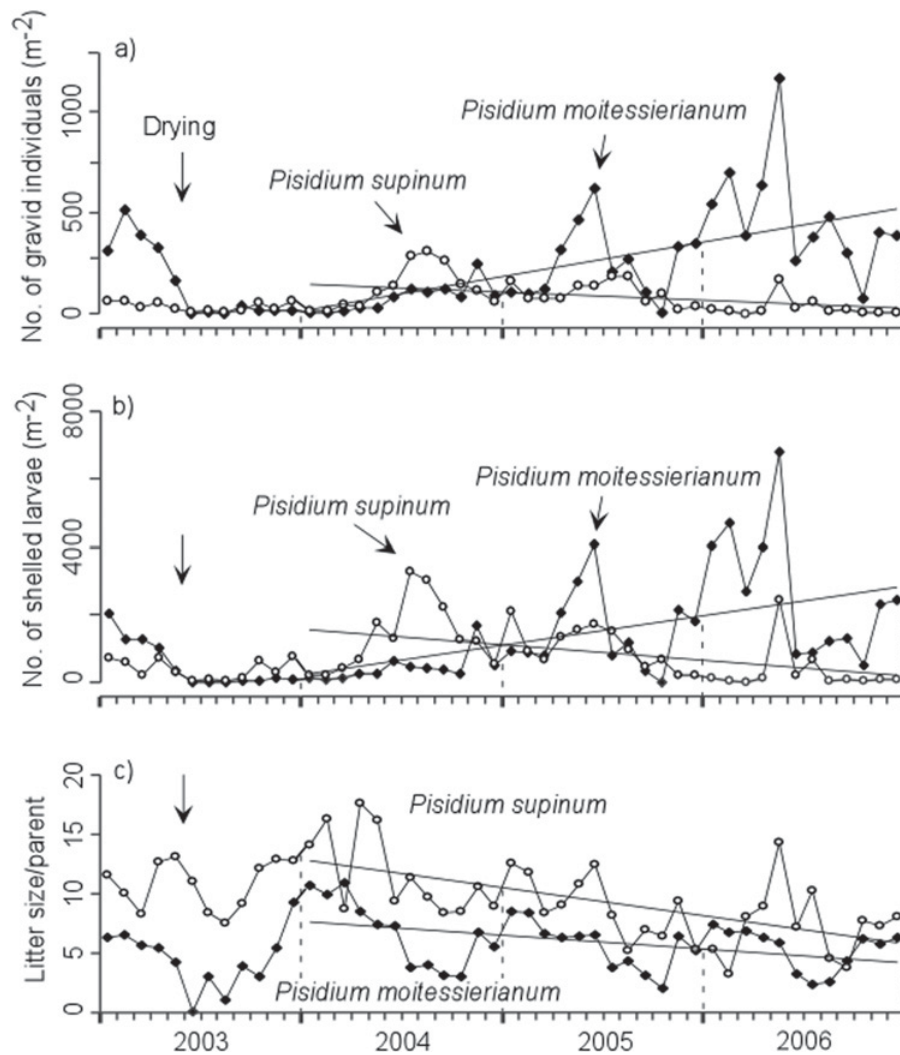 a)
No. of gravid individuals (m-2)
1000
500
0
Drying
Pisidium supinum
Pisidium moitessierianum
b)
No. of shelled larvae (m-2)
8000
4000
0
Pisidium supinum
Pisidium moitessierianum
c)
Litter size/parent
20
15
10
5
0
Pisidium supinum
Pisidium moitessierianum
2003
2004
2005
2006